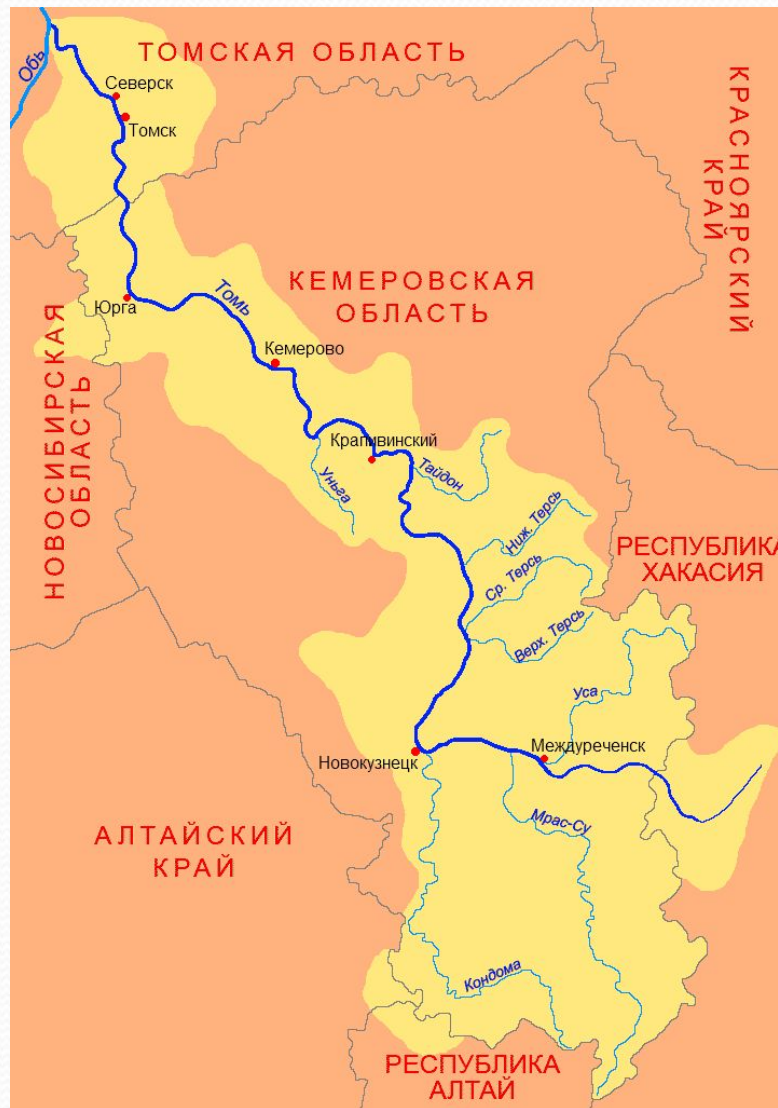 ТОМСКАЯ ОБЛАСТЬ
Обь
Северск
Томск
КРАСНОЯРСКИЙ
КРАЙ
КЕМЕРОВСКАЯ
ОБЛАСТЬ
Томь
Юрга
НОВОСИБИРСКАЯ
ОБЛАСТЬ
Кемерово
Крапивинский
Тайдон
Уньга
Ниж. Терсь
РЕСПУБЛИКА
ХАКАСИЯ
Ср. Терсь
Верх. Терсь
Уса
Междуреченск
Новокузнецк
Мрас-Су
АЛТАЙСКИЙ
КРАЙ
Кондома
РЕСПУБЛИКА
АЛТАЙ